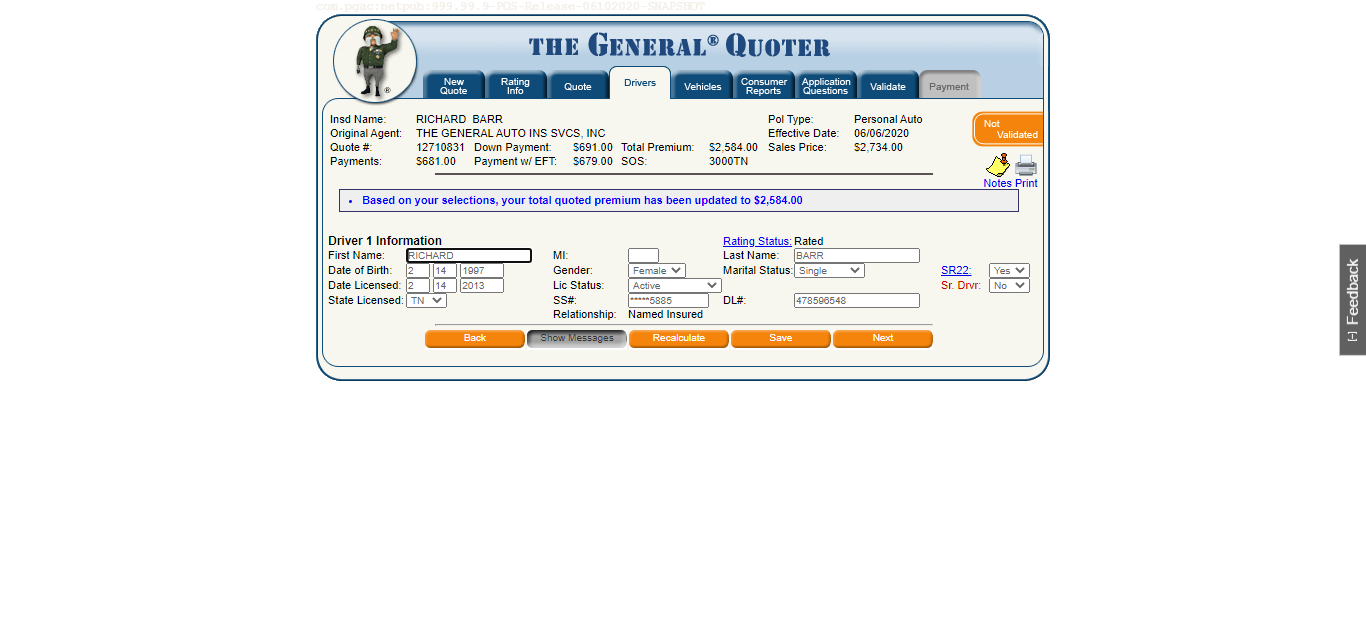 com.pgac:netpub:999.99.9-POS-Release-06102020-SNAPSHOT
THE GENERAL® QUOTER
®
New Quote Rating Info Quote Drivers Vehicles Consumer Reports Application Questions Validate Payment
Insd Name: RICHARD BARR Pol Type: Personal Auto
Original Agent: THE GENERAL AUTO INS SVCS, INC Effective Date: 06/06/2020
Quote #: 12710831 Down Payment: $691.00 Total Premium: $2,584.00 Sales Price: $2,734.00
Payments: $681.00 Payment w/ EFT: $679.00 SOS: 3000TN
Not Validated
Notes Print
• Based on your selections, your total quoted premium has been updated to $2,584.00
Driver 1 Information Rating Status: Rated
First Name: RICHARD MI: Last Name: BARR
Date of Birth: 2 14 1997 Gender: Female Marital Status: Single SR22: Yes
Date Licensed: 2 14 2013 Lic Status: Active Sr. Drvr: No
State Licensed: TN SS#: *****5885 DL#: 478596548
Relationship: Named Insured
Back Show Messages Recalculate Save Next
[-] Feedback